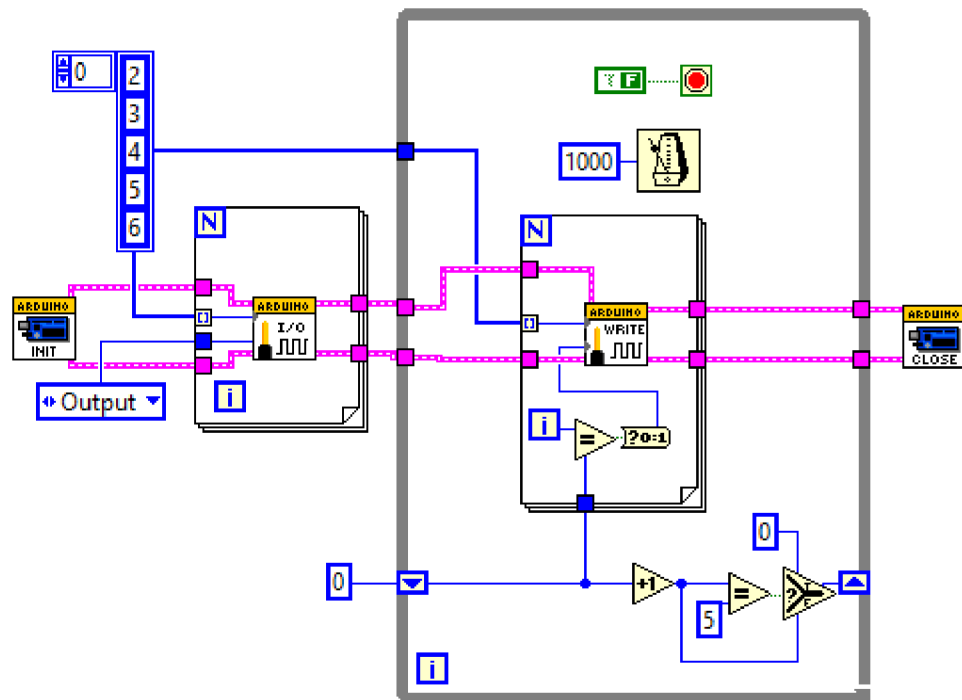 0
2
3
4
5
6
N
ARDUINO
INIT
ARDUINO
I/O
[]
i
Output
F
1000
N
ARDUINO
WRITE
[]
i
=
?0:1
ARDUINO
CLOSE
0
0
+1
=
5
?
i